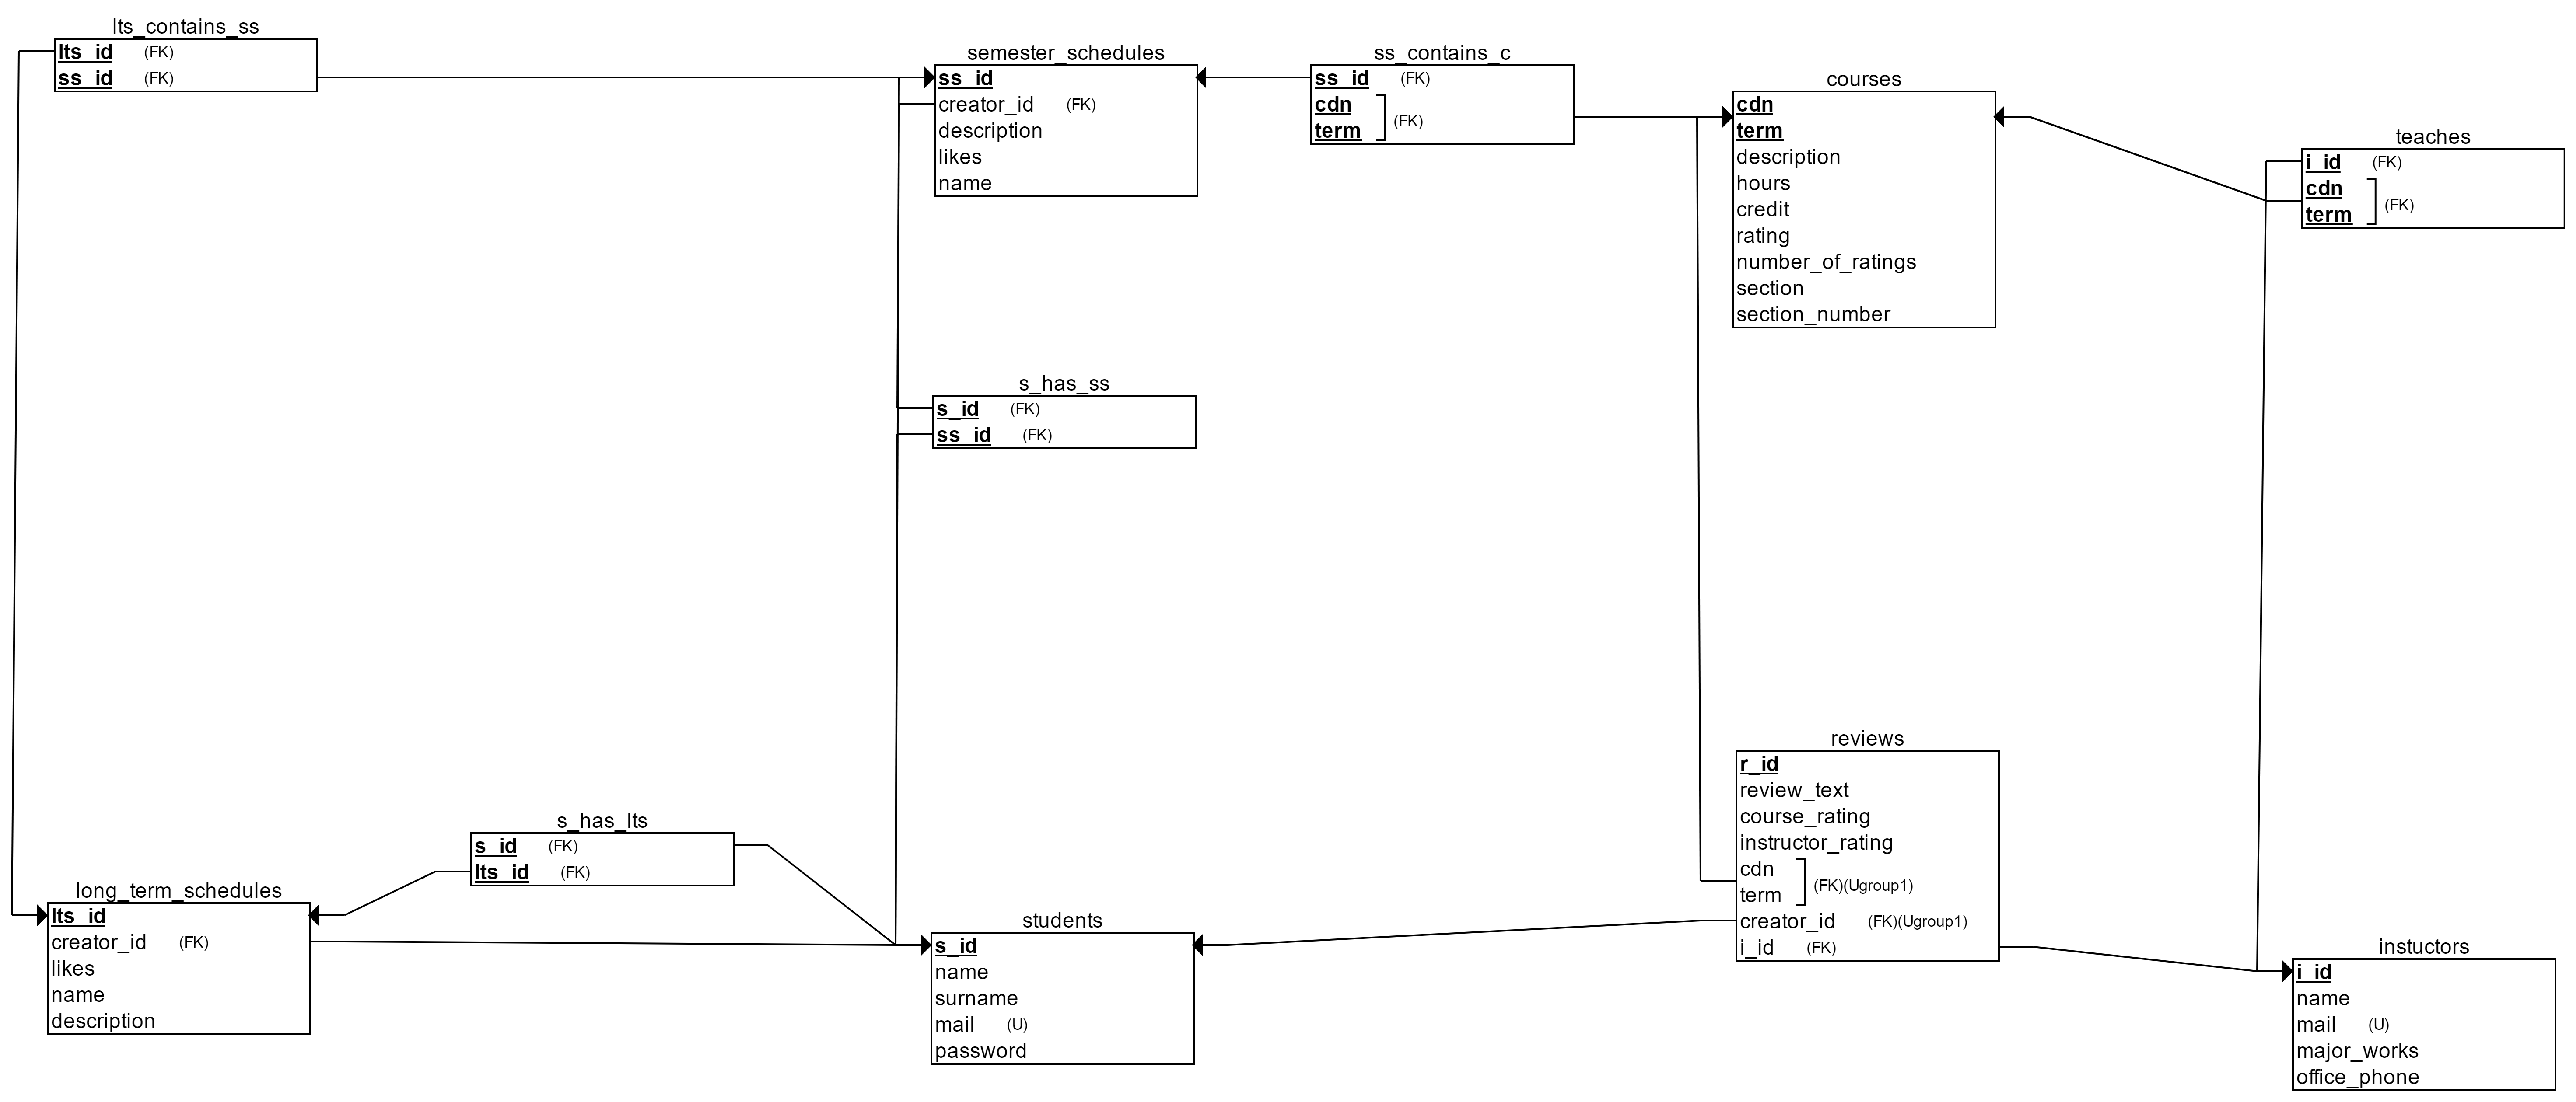 lts_contains_ss
lts_id (FK)
ss_id (FK)
semester_schedules
ss_id
creator_id (FK)
description
likes
name
ss_contains_c
ss_id (FK)
cdn
term
(FK)
courses
cdn
term
description
hours
credit
rating
number_of_ratings
section
section_number
teaches
i_id (FK)
cdn
term
(FK)
s_has_ss
s_id (FK)
ss_id (FK)
reviews
r_id
review_text
course_rating
instructor_rating
cdn
term
(FK)(Ugroup1)
creator_id (FK)(Ugroup1)
i_id (FK)
s_has_lts
s_id (FK)
lts_id (FK)
long_term_schedules
lts_id
creator_id (FK)
likes
name
description
students
s_id
name
surname
mail (U)
password
instuctors
i_id
name
mail (U)
major_works
office_phone